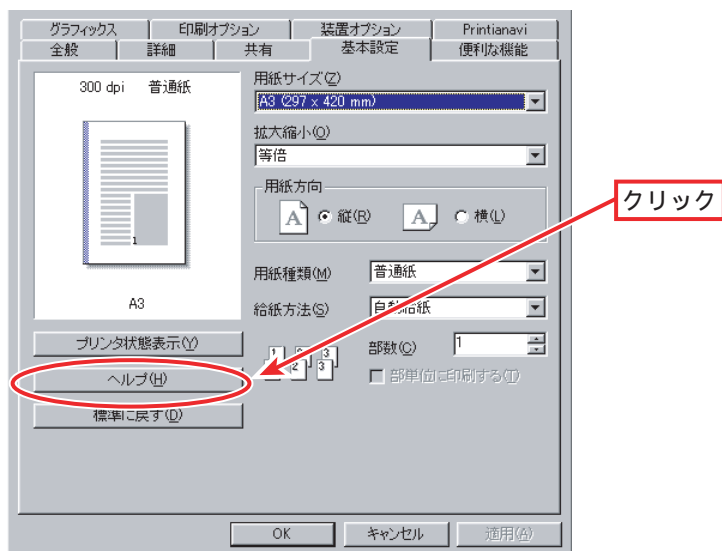 グラフィックス 印刷オプション 装置オプション Printianavi
全般 詳細 共有 基本設定 便利な機能
300 dpi 普通紙
1
A3
用紙サイズ(Z)
A3 (297 x 420 mm)
拡大縮小(O)
等倍
用紙方向
A 縦(R) A 横(L)
クリック
用紙種類(M) 普通紙
給紙方法(S) 自動給紙
プリンタ状態表示(Y)
ヘルプ(H)
標準に戻す(D)
1 2 3
2 3
部数(C) 1
部単位に印刷する(T)
OK キャンセル 適用(A)